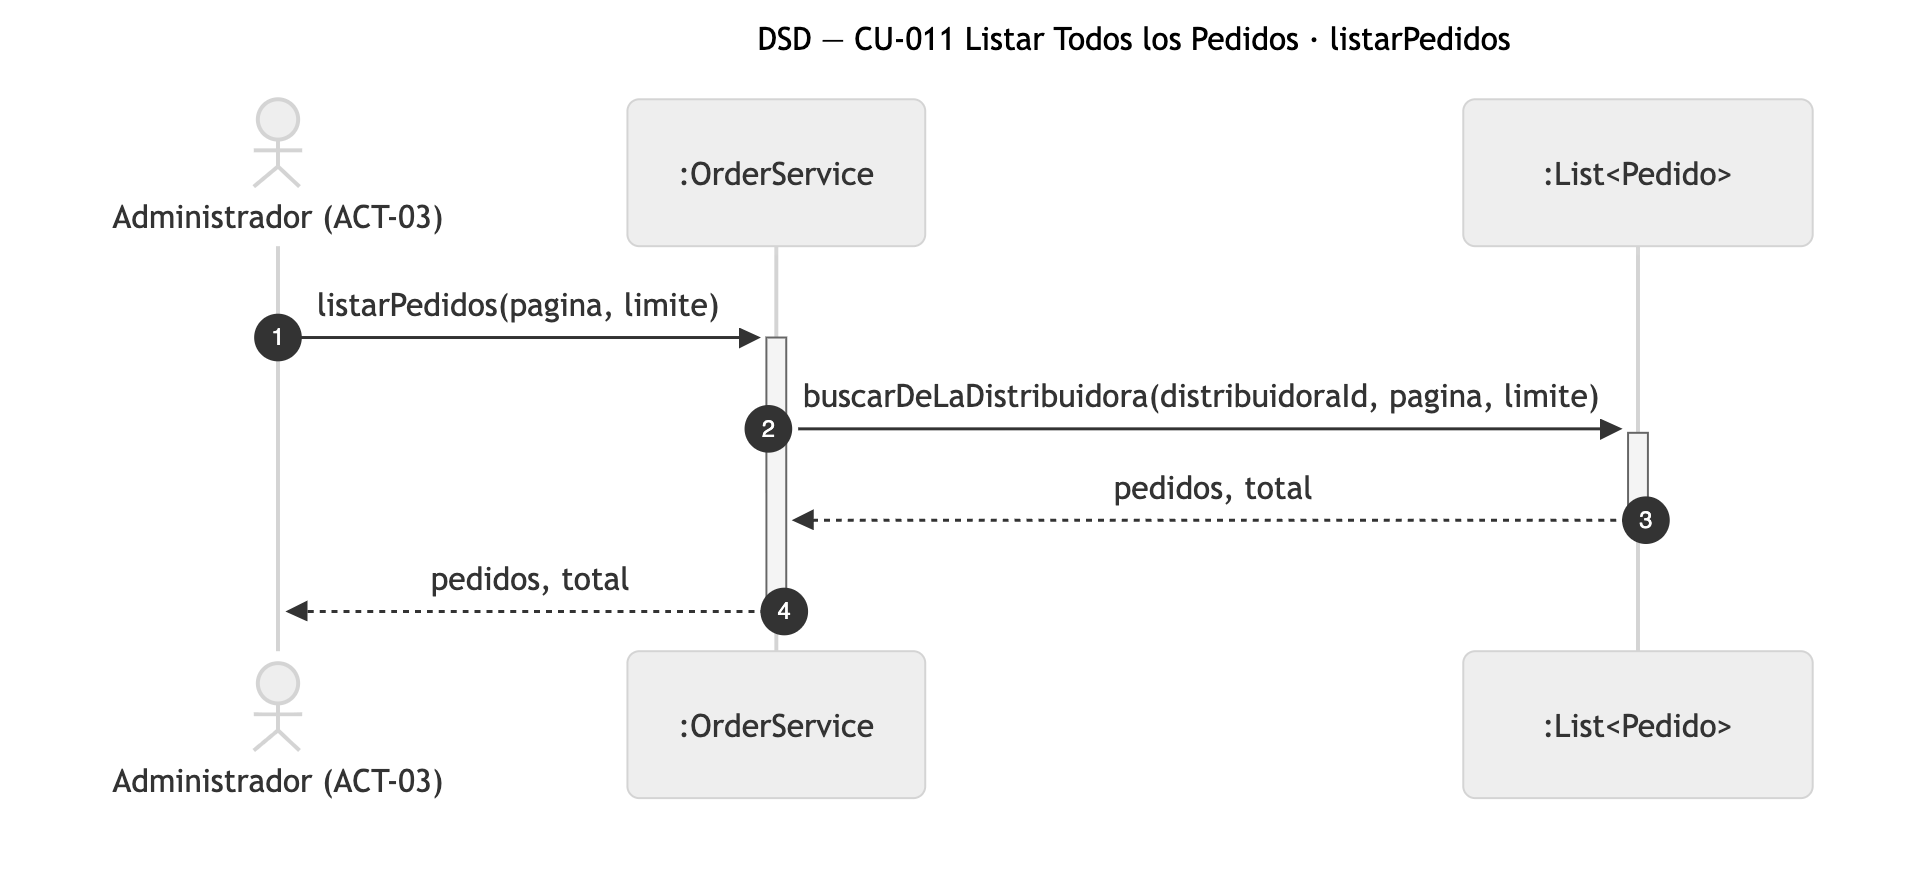 DSD — CU-011 Listar Todos los Pedidos · listarPedidos
Administrador (ACT-03)
:OrderService
:List<Pedido>
listarPedidos(pagina, limite)
1
buscarDeLaDistribuidora(distribuidoraId, pagina, limite)
2
pedidos, total
3
pedidos, total
4
Administrador (ACT-03)
:OrderService
:List<Pedido>